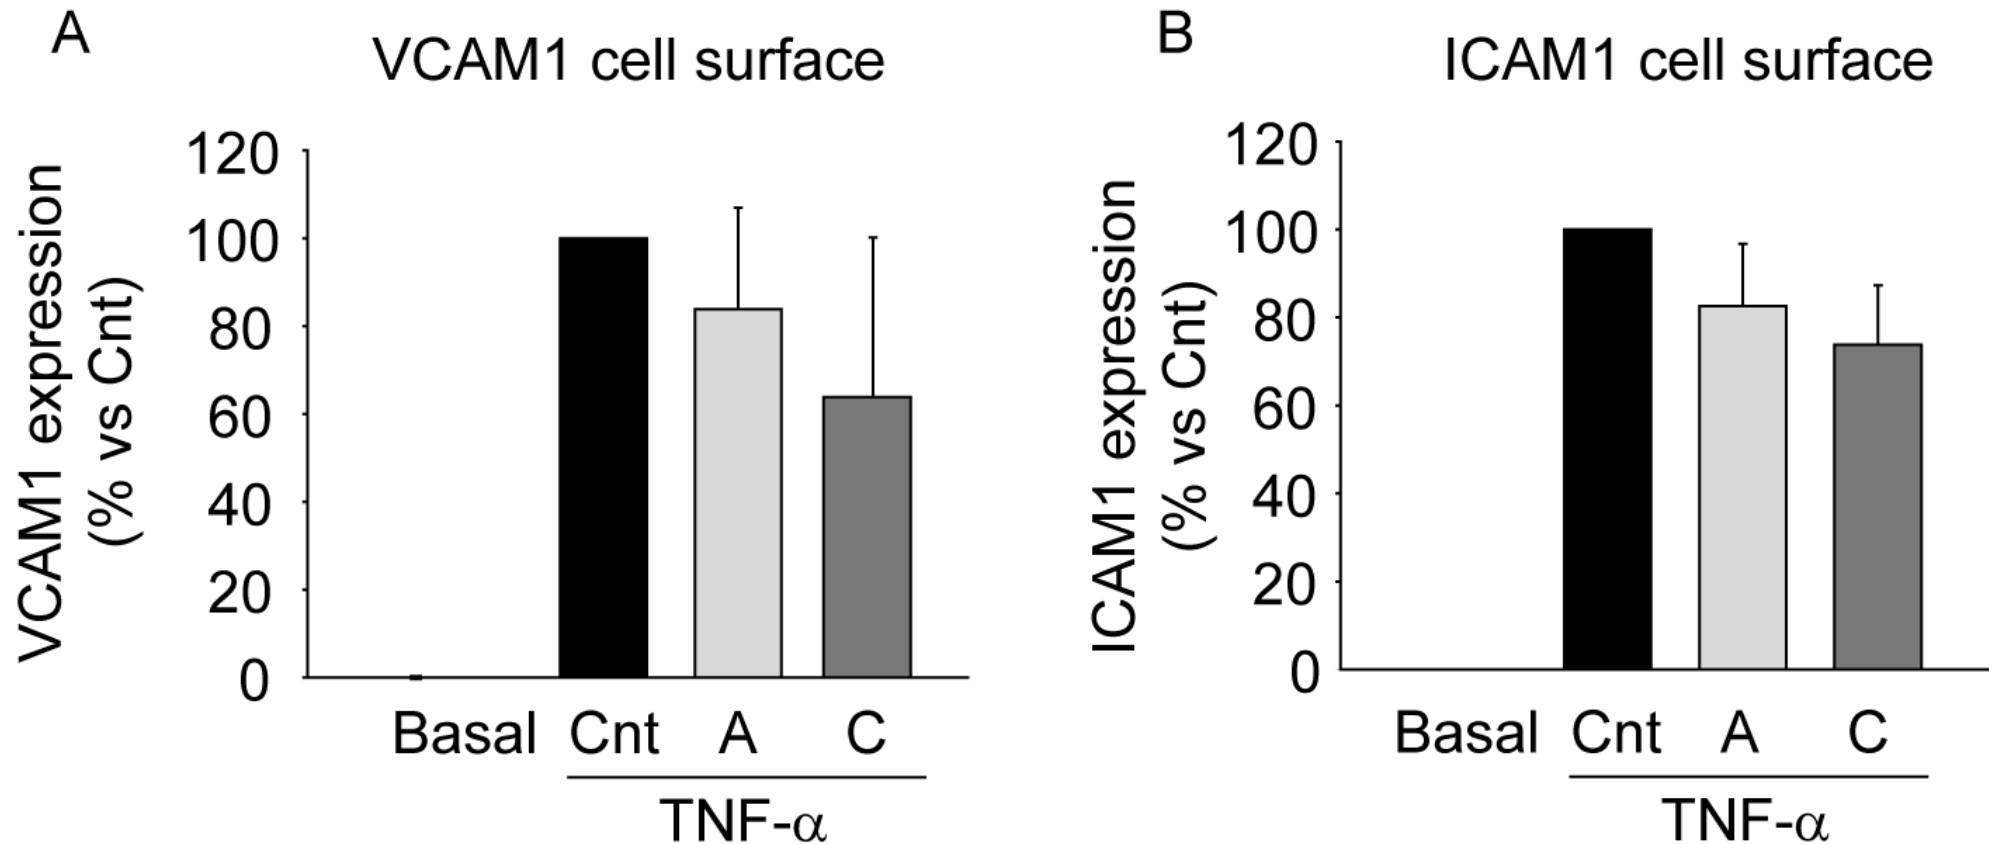 A
VCAM1 cell surface
VCAM1 expression
(% vs Cnt)
120
100
80
60
40
20
0
Basal Cnt A C
TNF-α
B
ICAM1 cell surface
ICAM1 expression
(% vs Cnt)
120
100
80
60
40
20
0
Basal Cnt A C
TNF-α